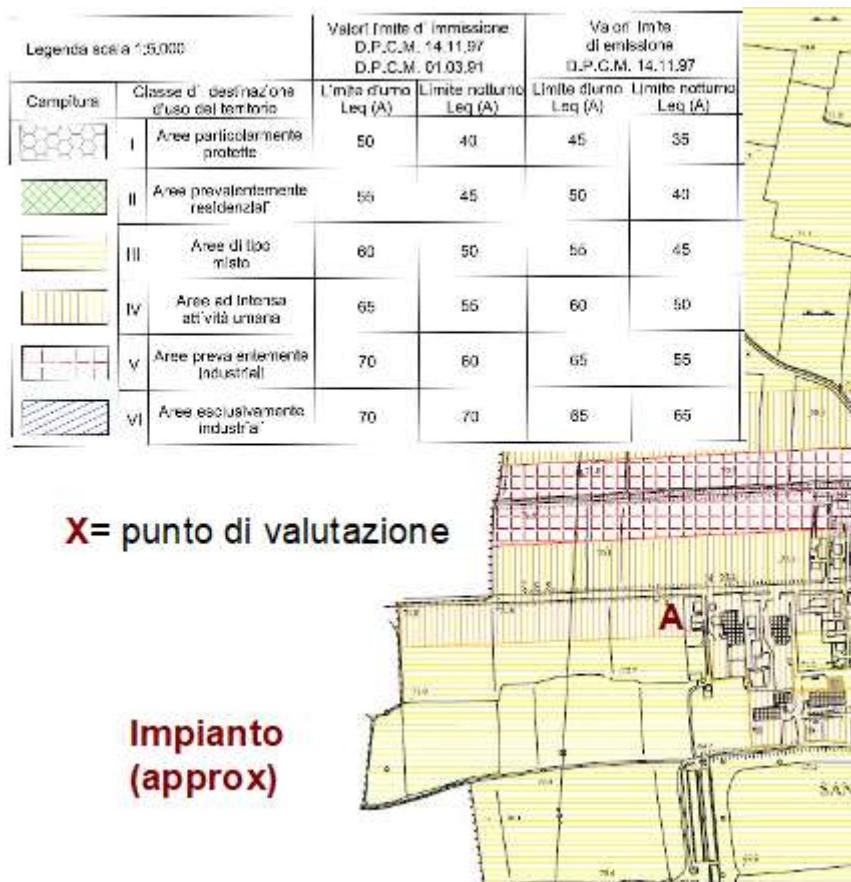 Legenda scala 1:5.000
Valori limite di immissione
D.P.C.M. 14.11.97
D.P.C.M. 01.03.91
Valori limite
di emissione
D.P.C.M. 14.11.97
Campitura
Classe di destinazione
d'uso del territorio
Limite diurno
Leq (A)
Limite notturno
Leq (A)
Limite diurno
Leq (A)
Limite notturno
Leq (A)
I Aree particolarmente
protette 50 40 45 35
II Aree prevalentemente
residenziali 55 45 50 40
III Aree di tipo
misto 60 50 55 45
IV Aree ad intensa
attività umana 65 55 60 50
V Aree prevalentemente
industriali 70 60 65 55
VI Aree esclusivamente
industriali 70 70 65 65
X= punto di valutazione
A
Impianto
(approx)
SAN